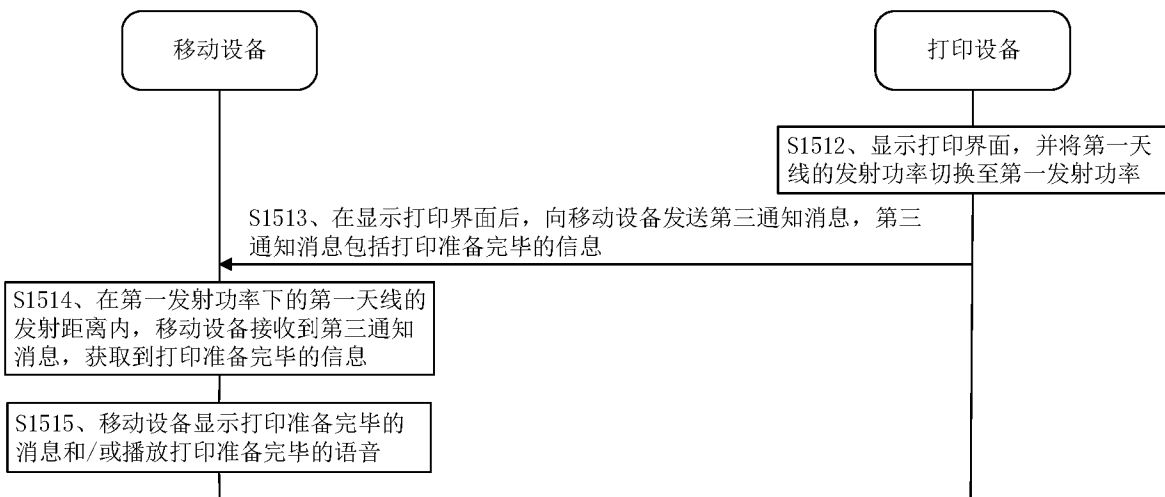 移动设备
打印设备
S1512、显示打印界面，并将第一天
线的发射功率切换至第一发射功率
S1513、在显示打印界面后，向移动设备发送第三通知消息，第三
通知消息包括打印准备完毕的信息
S1514、在第一发射功率下的第一天线的
发射距离内，移动设备接收到第三通知
消息，获取到打印准备完毕的信息
S1515、移动设备显示打印准备完毕的
消息和/或播放打印准备完毕的语音